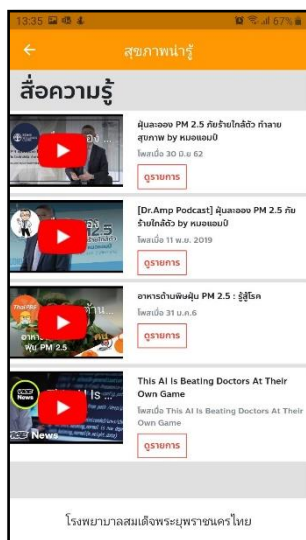 13:35 67%
สุขภาพน่ารู้
สื่อความรู้
ฝุ่นละออง PM 2.5 ภัยร้ายใกล้ตัว ทำลาย
สุขภาพ by หมอแอมป์
โพสเมื่อ 30 มิ.ย 62
ดูรายการ
[Dr.Amp Podcast] ฝุ่นละออง PM 2.5 ภัย
ร้ายใกล้ตัว by หมอแอมป์
โพสเมื่อ 11 พ.ย. 2019
ดูรายการ
อาหารต้านพิษฝุ่น PM 2.5 : รู้สู้โรค
โพสเมื่อ 31 ม.ค.6
ดูรายการ
ฝุ่น PM 2.5
This AI Is Beating Doctors At Their
Own Game
โพสเมื่อ This AI Is Beating Doctors At Their
Own Game
ดูรายการ
News
โรงพยาบาลสมเด็จพระยุพราชนครไทย